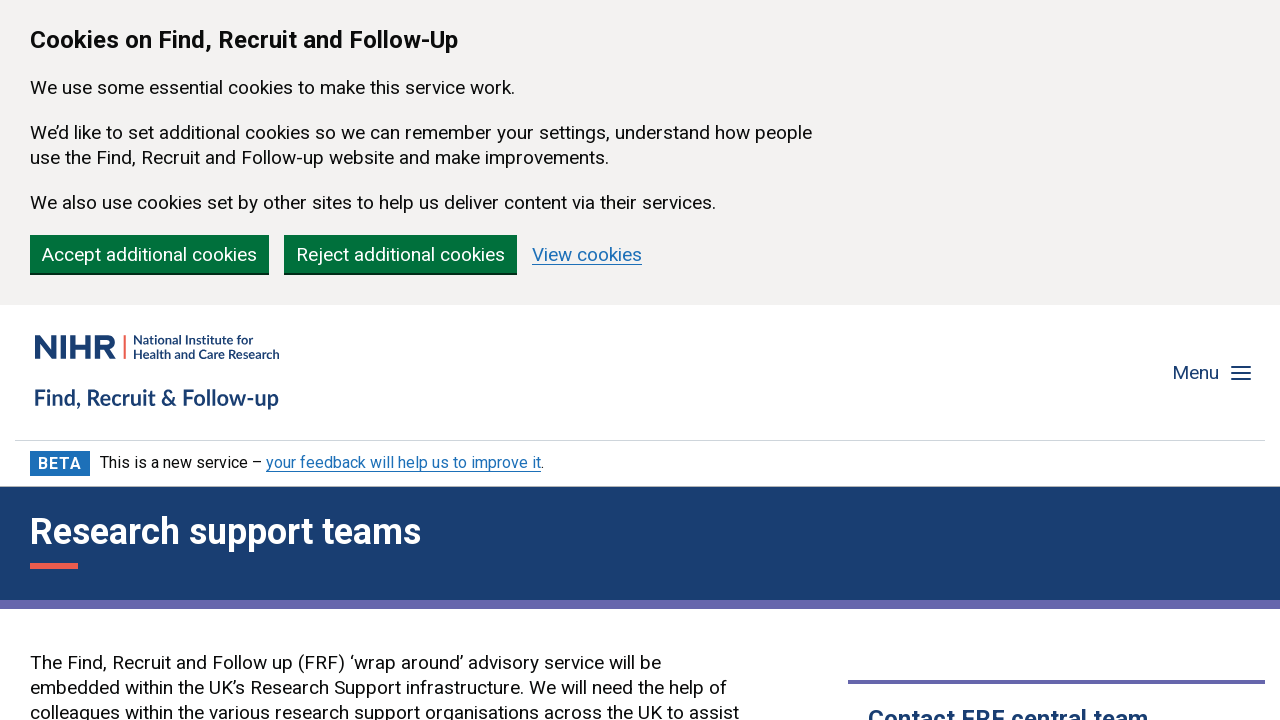 Cookies on Find, Recruit and Follow-Up
We use some essential cookies to make this service work.
We’d like to set additional cookies so we can remember your settings, understand how people
use the Find, Recruit and Follow-up website and make improvements.
We also use cookies set by other sites to help us deliver content via their services.
Accept additional cookies Reject additional cookies View cookies
NIHR | National Institute for
Health and Care Research
Find, Recruit & Follow-up
Menu
BETA This is a new service – your feedback will help us to improve it.
Research support teams
The Find, Recruit and Follow up (FRF) ‘wrap around’ advisory service will be
embedded within the UK’s Research Support infrastructure. We will need the help of
colleagues within the various research support organisations across the UK to assist
Contact FRF central team